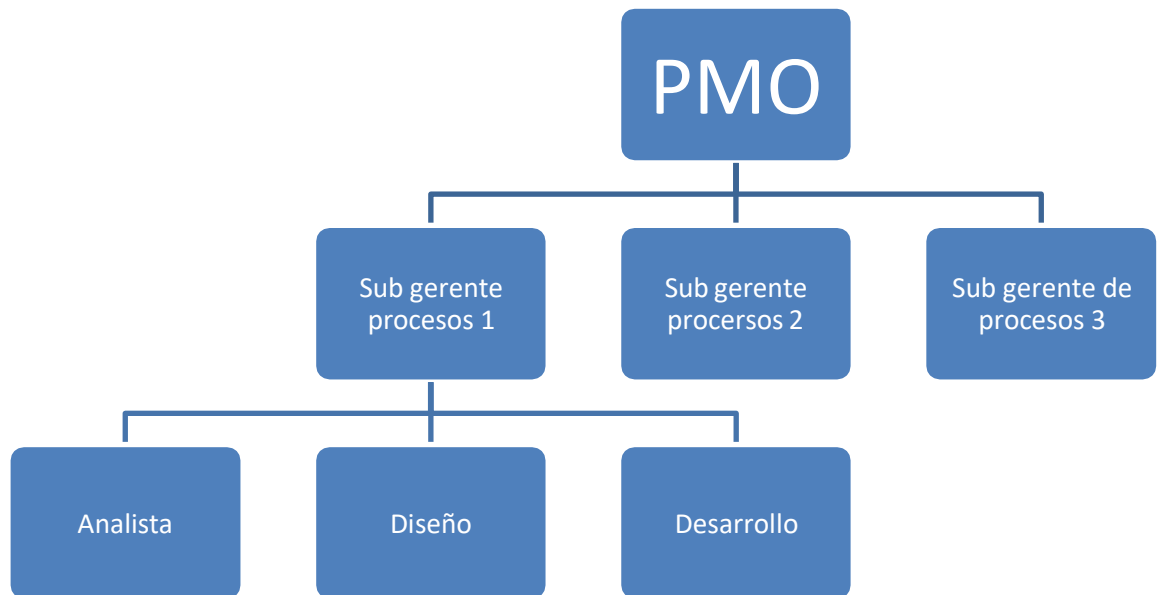 PMO
Sub gerente
procesos 1
Sub gerente
procersos 2
Sub gerente de
procesos 3
Analista
Diseño
Desarrollo